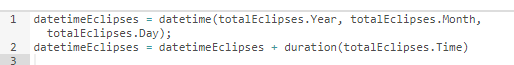 1 datetimeEclipses = datetime(totalEclipses.Year, totalEclipses.Month,
totalEclipses.Day);
2 datetimeEclipses = datetimeEclipses + duration(totalEclipses.Time)
3